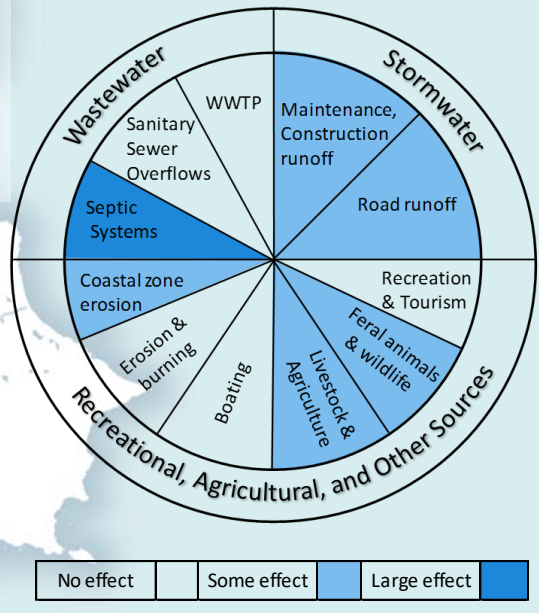 Wastewater
Stormwater
WWTP
Sanitary
Sewer
Overflows
Septic
Systems
Maintenance,
Construction
runoff
Road runoff
Coastal zone
erosion
Erosion &
burning
Boating
Livestock &
Agriculture
Feral animals
& wildlife
Recreation
& Tourism
Recreational, Agricultural, and Other Sources
No effect
Some effect
Large effect